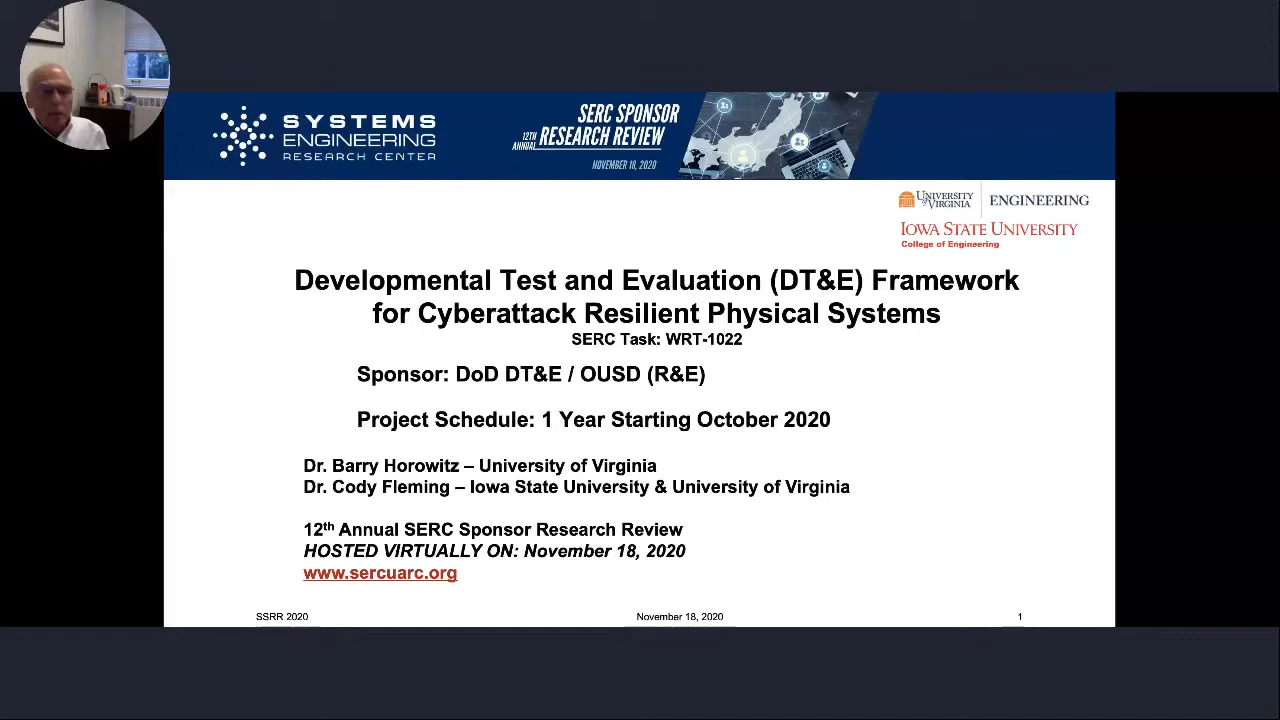 SYSTEMS
ENGINEERING
RESEARCH CENTER
12TH ANNUAL
SERC SPONSOR
RESEARCH REVIEW
NOVEMBER 18, 2020
UNIVERSITY of VIRGINIA
ENGINEERING
IOWA STATE UNIVERSITY
College of Engineering
Developmental Test and Evaluation (DT&E) Framework
for Cyberattack Resilient Physical Systems
SERC Task: WRT-1022
Sponsor: DoD DT&E / OUSD (R&E)
Project Schedule: 1 Year Starting October 2020
Dr. Barry Horowitz – University of Virginia
Dr. Cody Fleming – Iowa State University & University of Virginia
12th Annual SERC Sponsor Research Review
HOSTED VIRTUALLY ON: November 18, 2020
www.sercuarc.org
SSRR 2020
November 18, 2020
1